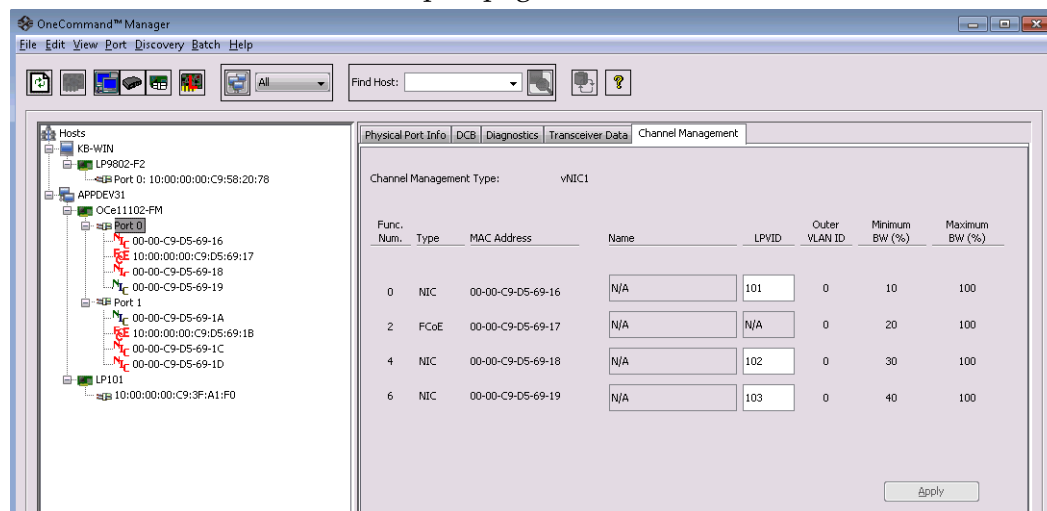 OneCommand™ Manager
File Edit View Port Discovery Batch Help
All
Find Host:
Hosts
KB-WIN
LP9802-F2
Port 0: 10:00:00:00:C9:58:20:78
APPDEV31
OCe11102-FM
Port 0
NIC 00-00-C9-D5-69-16
FCoE 10:00:00:00:C9:D5:69:17
NIC 00-00-C9-D5-69-18
NIC 00-00-C9-D5-69-19
Port 1
NIC 00-00-C9-D5-69-1A
FCoE 10:00:00:00:C9:D5:69:1B
NIC 00-00-C9-D5-69-1C
NIC 00-00-C9-D5-69-1D
LP101
10:00:00:00:C9:3F:A1:F0
Physical Port Info DCB Diagnostics Transceiver Data Channel Management
Channel Management Type: vNIC1
Func. Num. Type MAC Address Name LPVID Outer VLAN ID Minimum BW (%) Maximum BW (%)
0 NIC 00-00-C9-D5-69-16 N/A 101 0 10 100
2 FCoE 00-00-C9-D5-69-17 N/A N/A 0 20 100
4 NIC 00-00-C9-D5-69-18 N/A 102 0 30 100
6 NIC 00-00-C9-D5-69-19 N/A 103 0 40 100
Apply